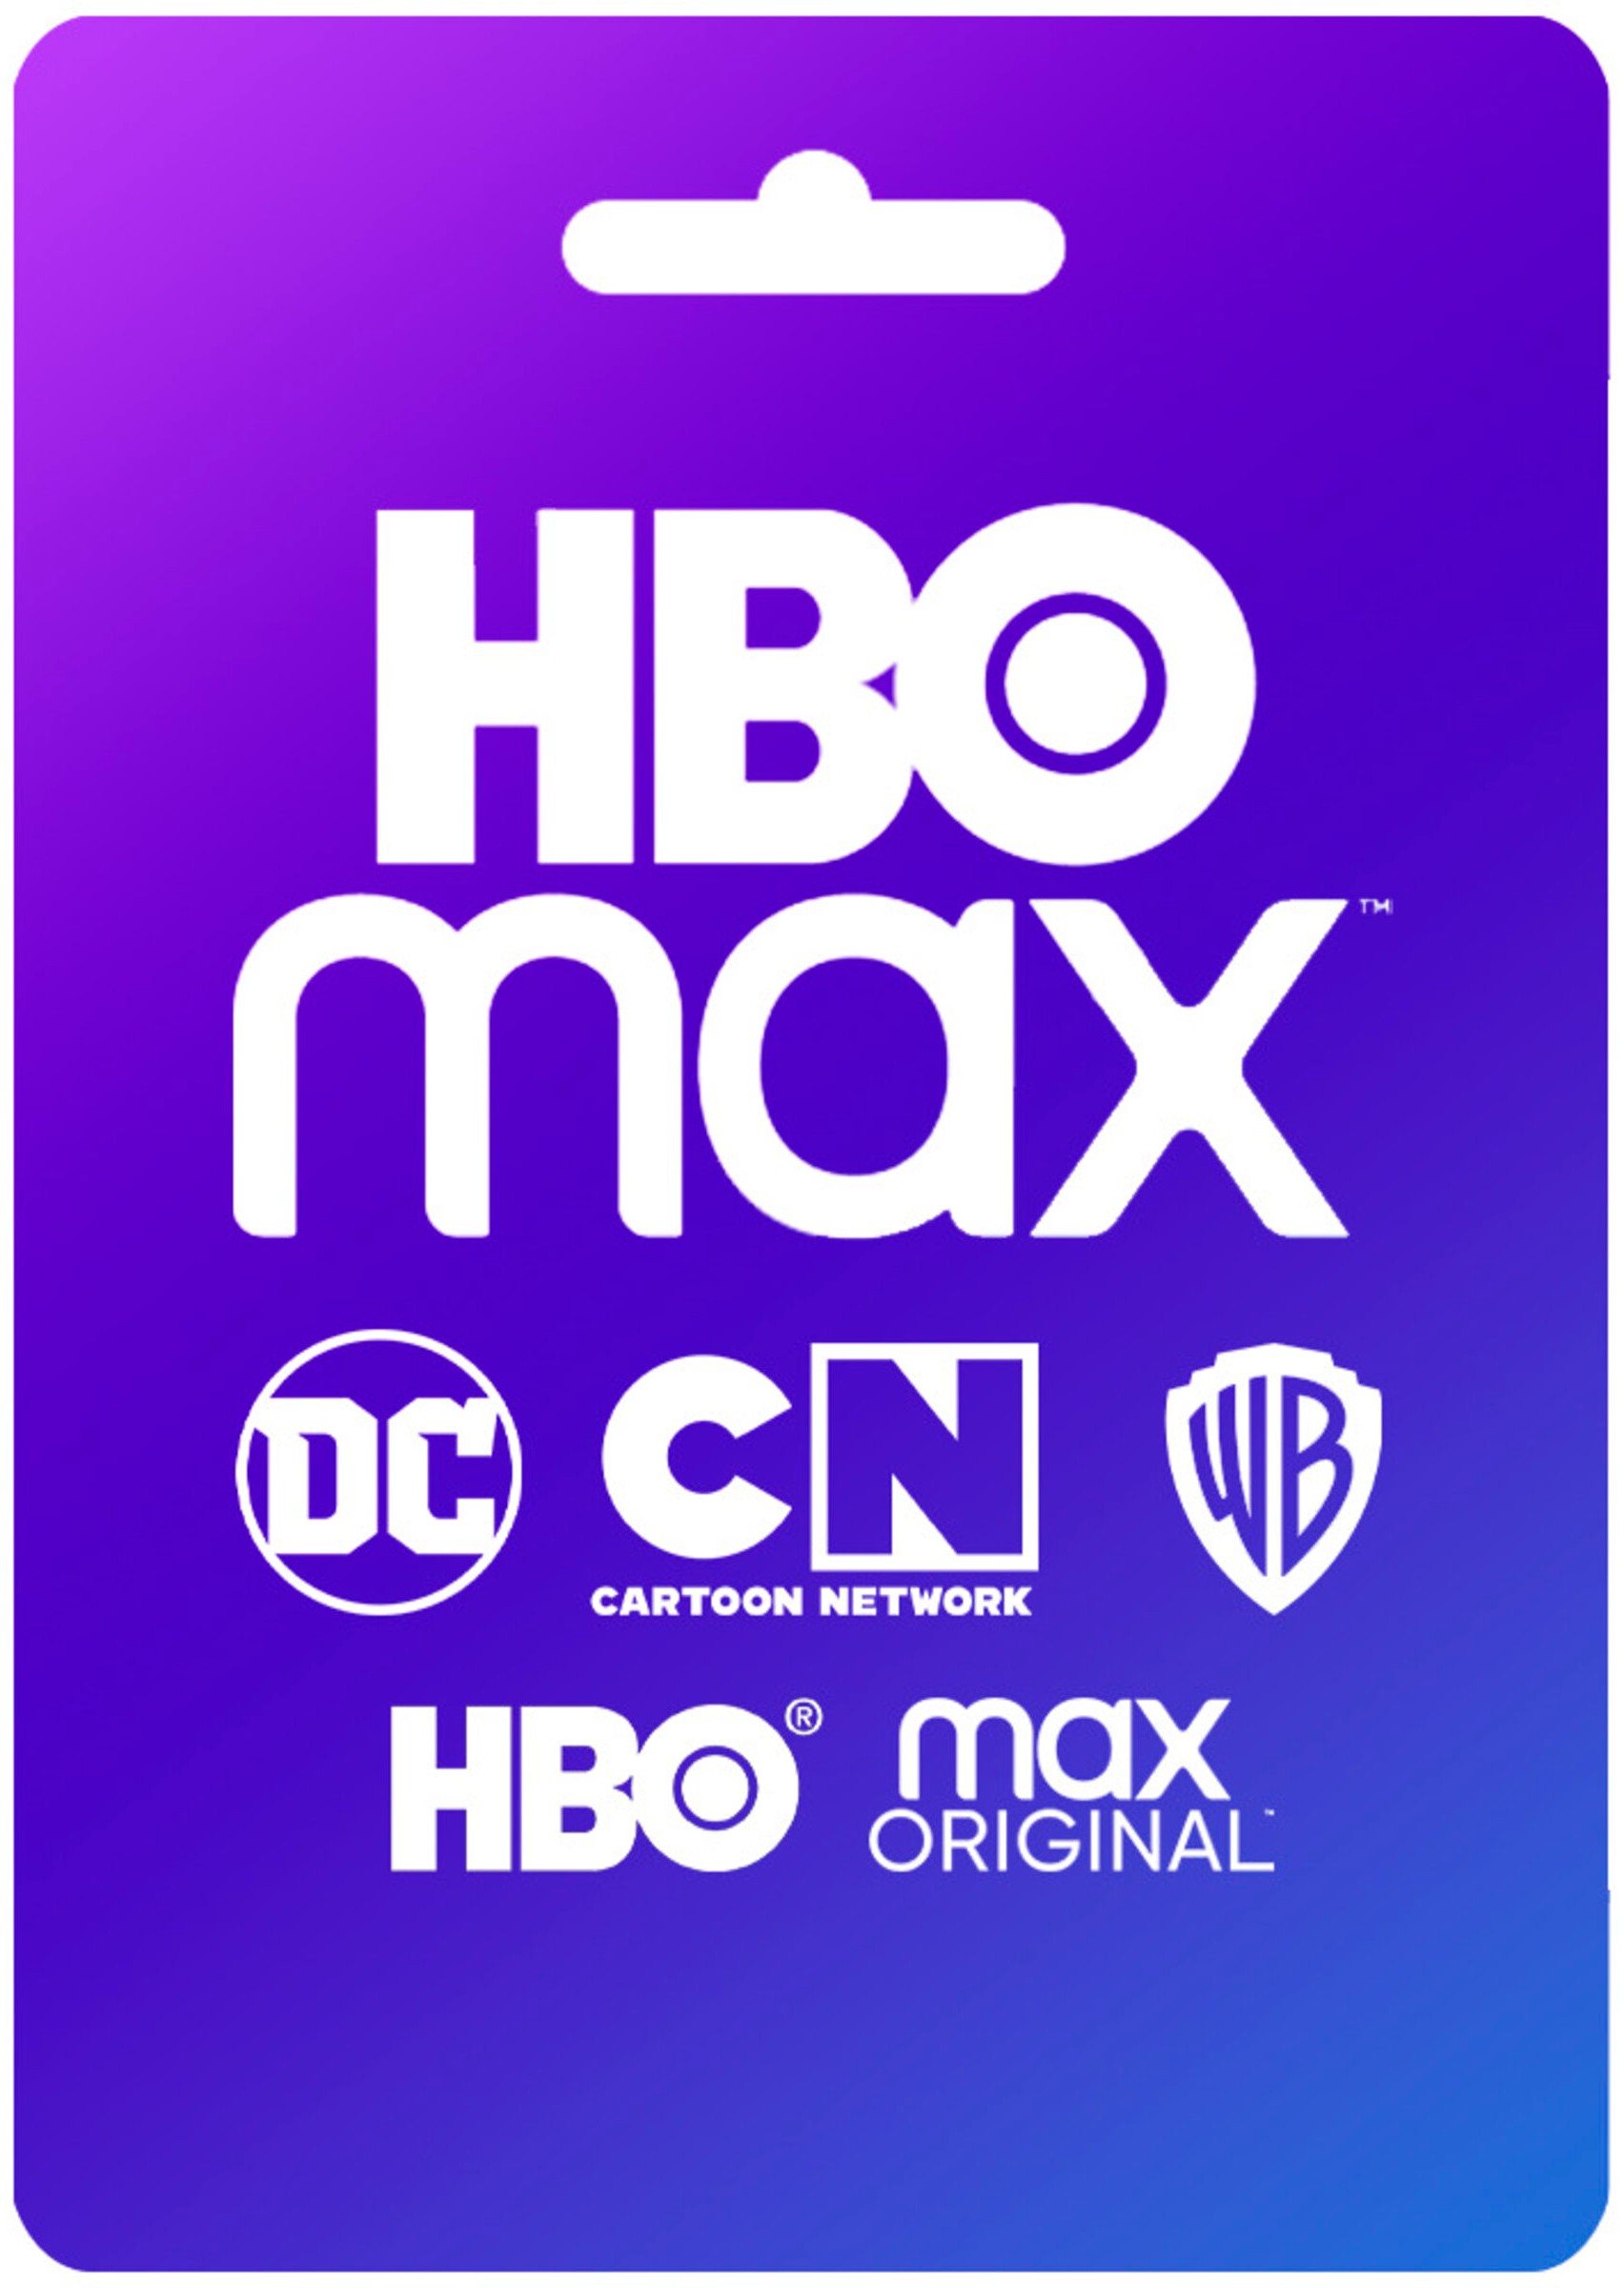 HBO
max™
DC CN WB
CARTOON NETWORK
HBO® max
ORIGINAL™